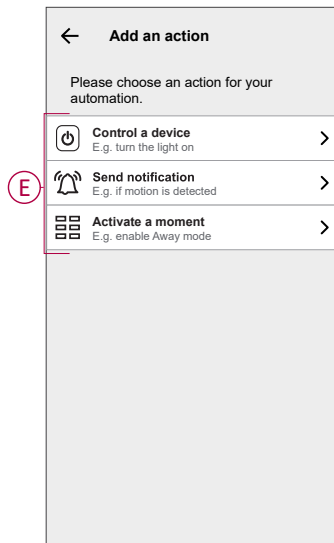 Add an action
Please choose an action for your
automation.
Control a device
E.g. turn the light on
E
Send notification
E.g. if motion is detected
Activate a moment
E.g. enable Away mode